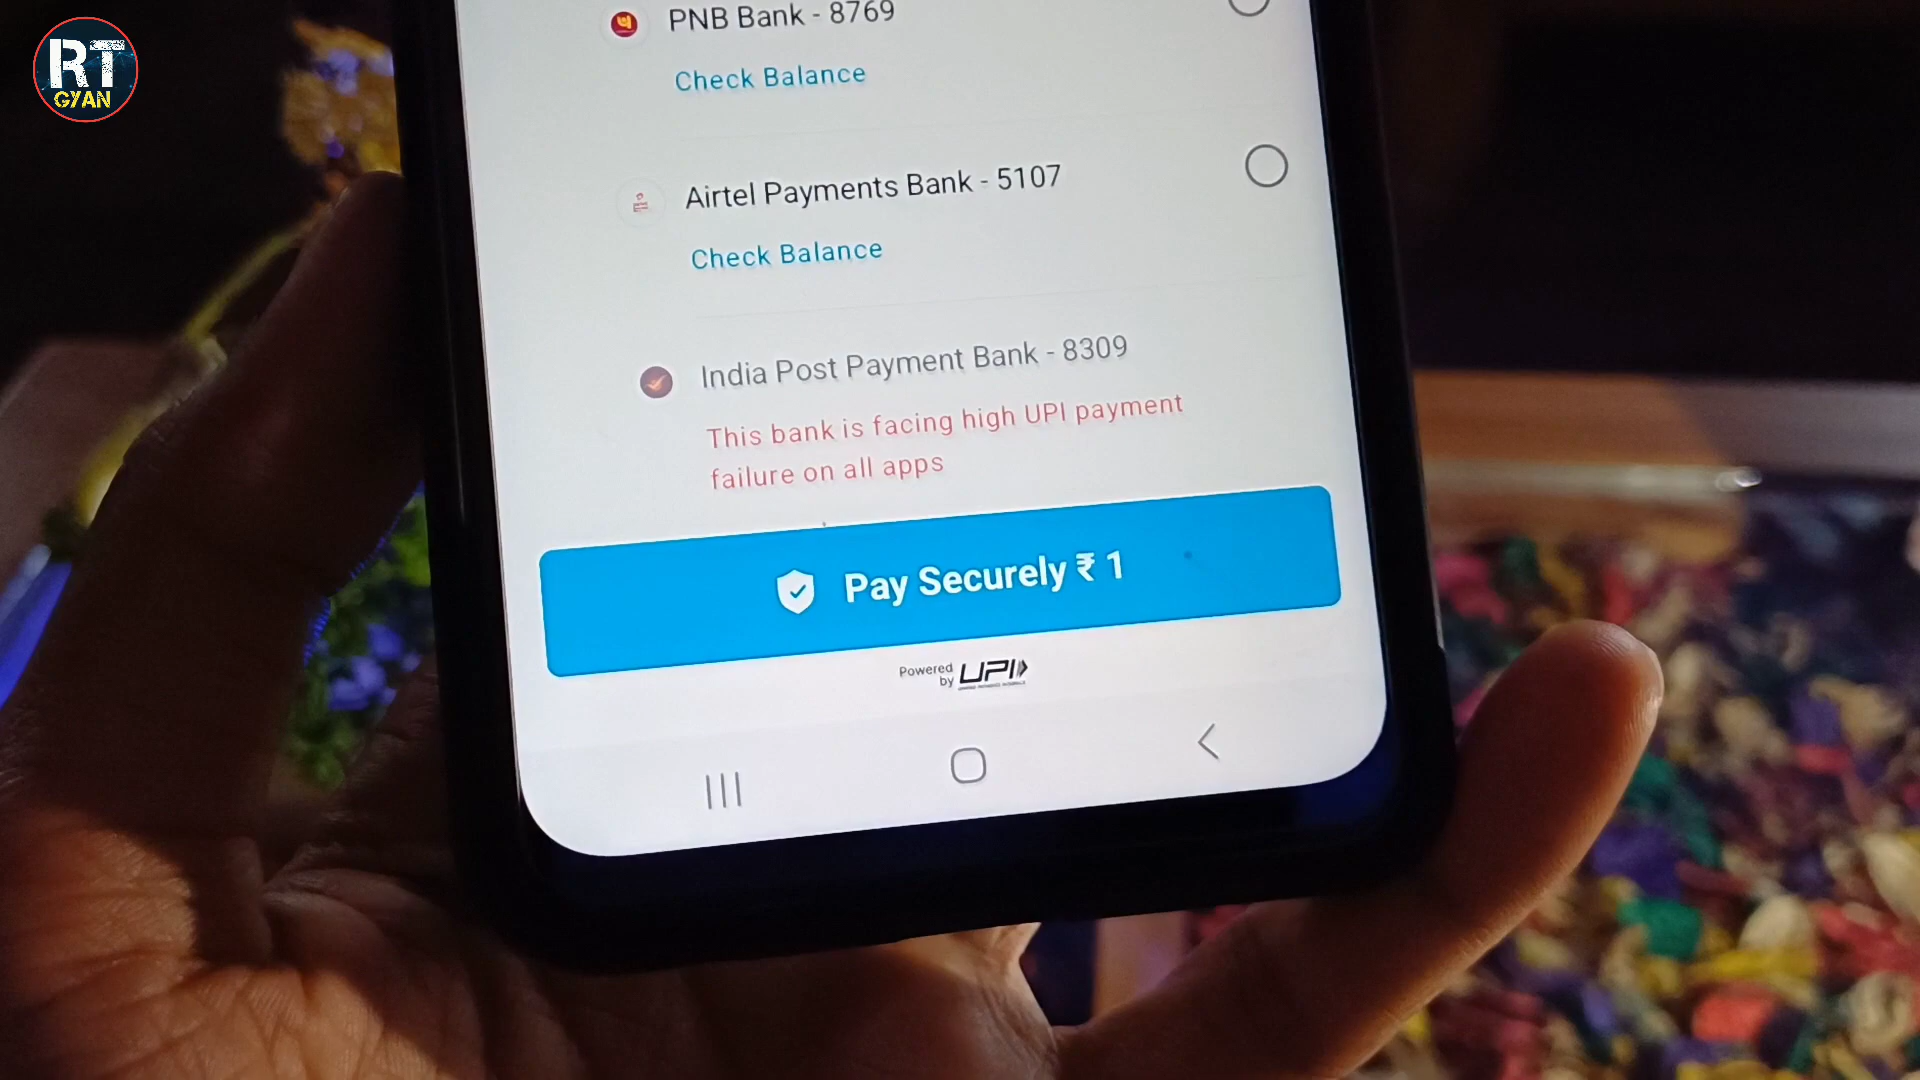 RT
GYAN
PNB Bank - 8769
Check Balance
Airtel Payments Bank - 5107
Check Balance
India Post Payment Bank - 8309
This bank is facing high UPI payment
failure on all apps
Pay Securely ₹ 1
Powered
by UPI